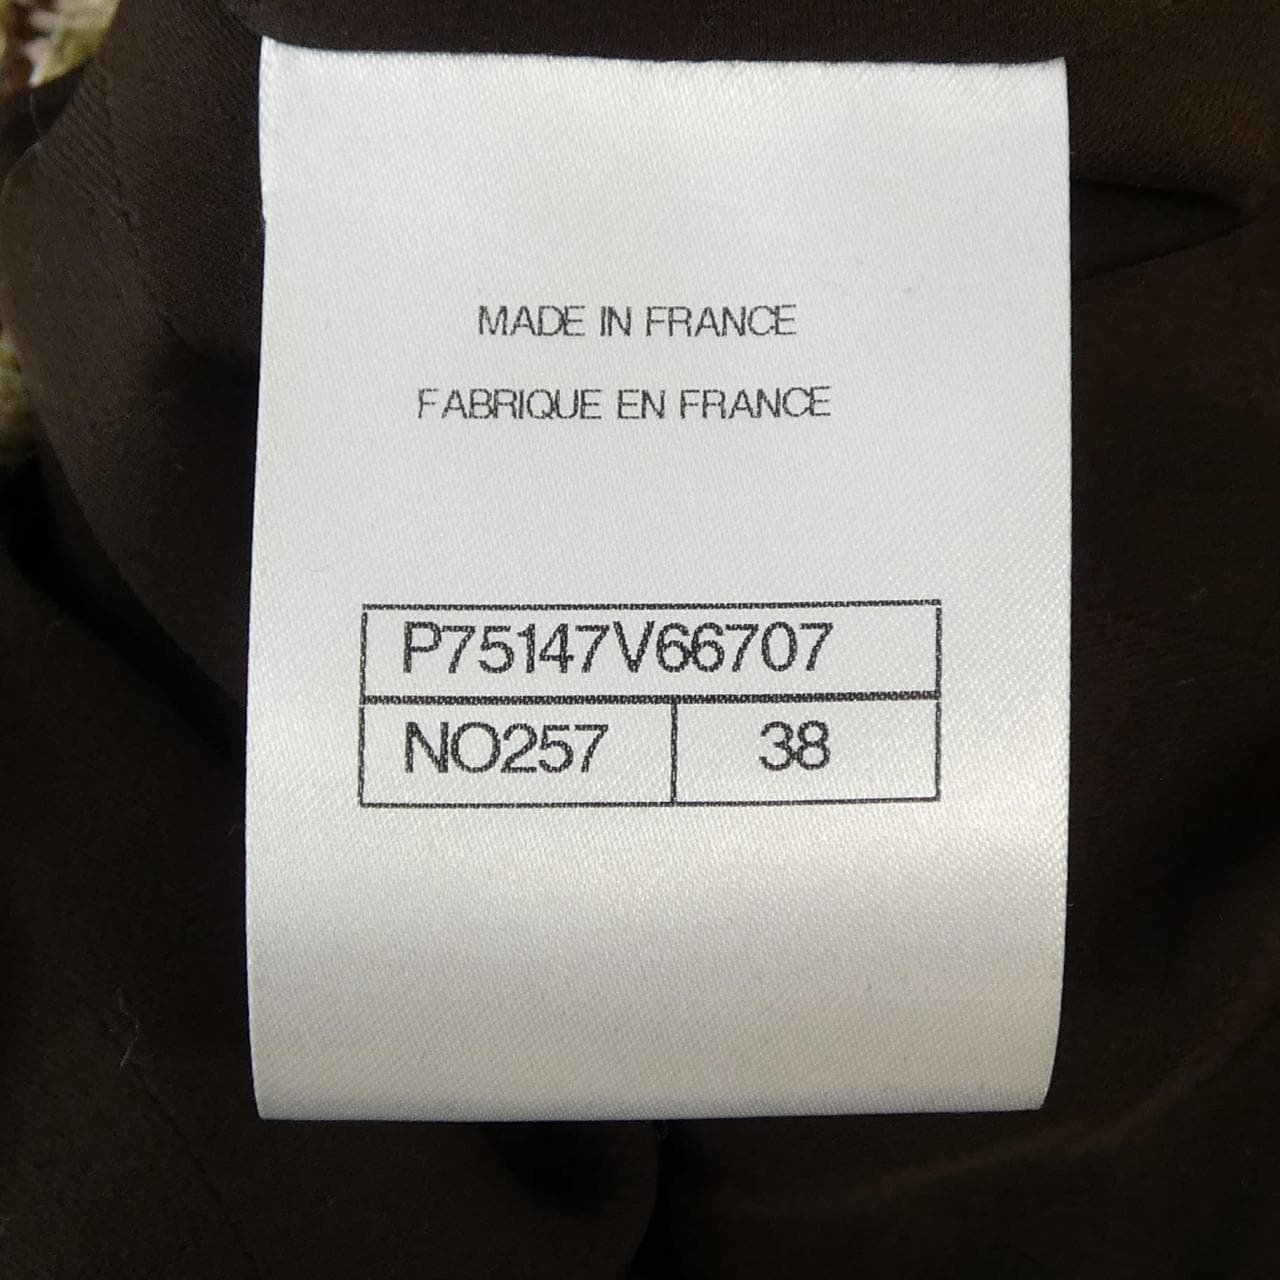 MADE IN FRANCE
FABRIQUE EN FRANCE
P75147V66707
NO257 38